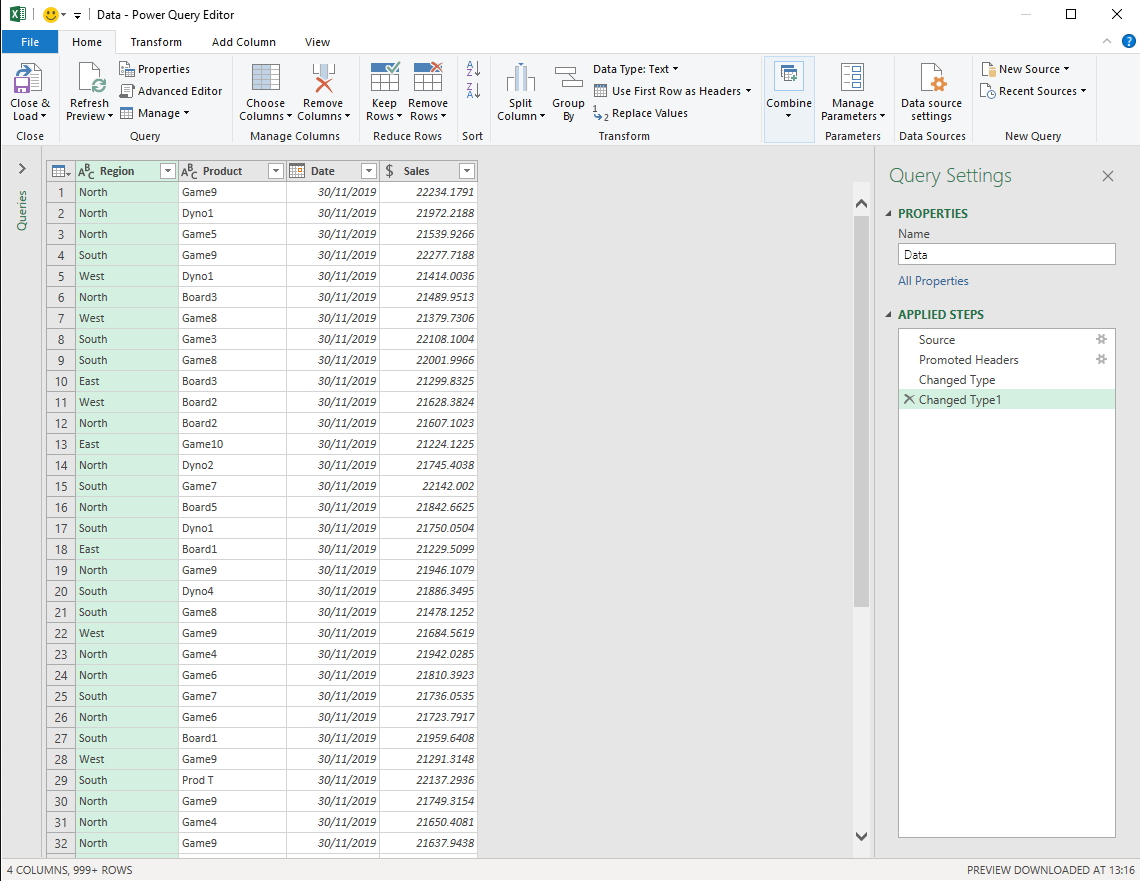 Data - Power Query Editor
File Home Transform Add Column View
Close & Load Refresh Preview Properties Advanced Editor Manage Choose Columns Remove Columns Keep Rows Remove Rows A Z Z A Split Column Group By Data Type: Text Use First Row as Headers 1 2 Replace Values Combine Manage Parameters Data source settings New Source Recent Sources
Close Query Manage Columns Reduce Rows Sort Transform Parameters Data Sources New Query
Queries
ABC Region ABC Product Date $ Sales
1 North Game9 30/11/2019 22234.1791
2 North Dyno1 30/11/2019 21972.2188
3 North Game5 30/11/2019 21539.9266
4 South Game9 30/11/2019 22277.7188
5 West Dyno1 30/11/2019 21414.0036
6 North Board3 30/11/2019 21489.9513
7 West Game8 30/11/2019 21379.7306
8 South Game3 30/11/2019 22108.1004
9 South Game8 30/11/2019 22001.9966
10 East Board3 30/11/2019 21299.8325
11 West Board2 30/11/2019 21628.3824
12 North Board2 30/11/2019 21607.1023
13 East Game10 30/11/2019 21224.1225
14 North Dyno2 30/11/2019 21745.4038
15 South Game7 30/11/2019 22142.002
16 North Board5 30/11/2019 21842.6625
17 South Dyno1 30/11/2019 21750.0504
18 East Board1 30/11/2019 21229.5099
19 North Game9 30/11/2019 21946.1079
20 South Dyno4 30/11/2019 21886.3495
21 South Game8 30/11/2019 21478.1252
22 West Game9 30/11/2019 21684.5619
23 North Game4 30/11/2019 21942.0285
24 North Game6 30/11/2019 21810.3923
25 South Game7 30/11/2019 21736.0535
26 North Game6 30/11/2019 21723.7917
27 South Board1 30/11/2019 21959.6408
28 West Game9 30/11/2019 21291.3148
29 South Prod T 30/11/2019 22137.2936
30 North Game9 30/11/2019 21749.3154
31 North Game4 30/11/2019 21650.4081
32 North Game9 30/11/2019 21637.9438
Query Settings
PROPERTIES
Name
Data
All Properties
APPLIED STEPS
Source
Promoted Headers
Changed Type
Changed Type1
4 COLUMNS, 999+ ROWS
PREVIEW DOWNLOADED AT 13:16